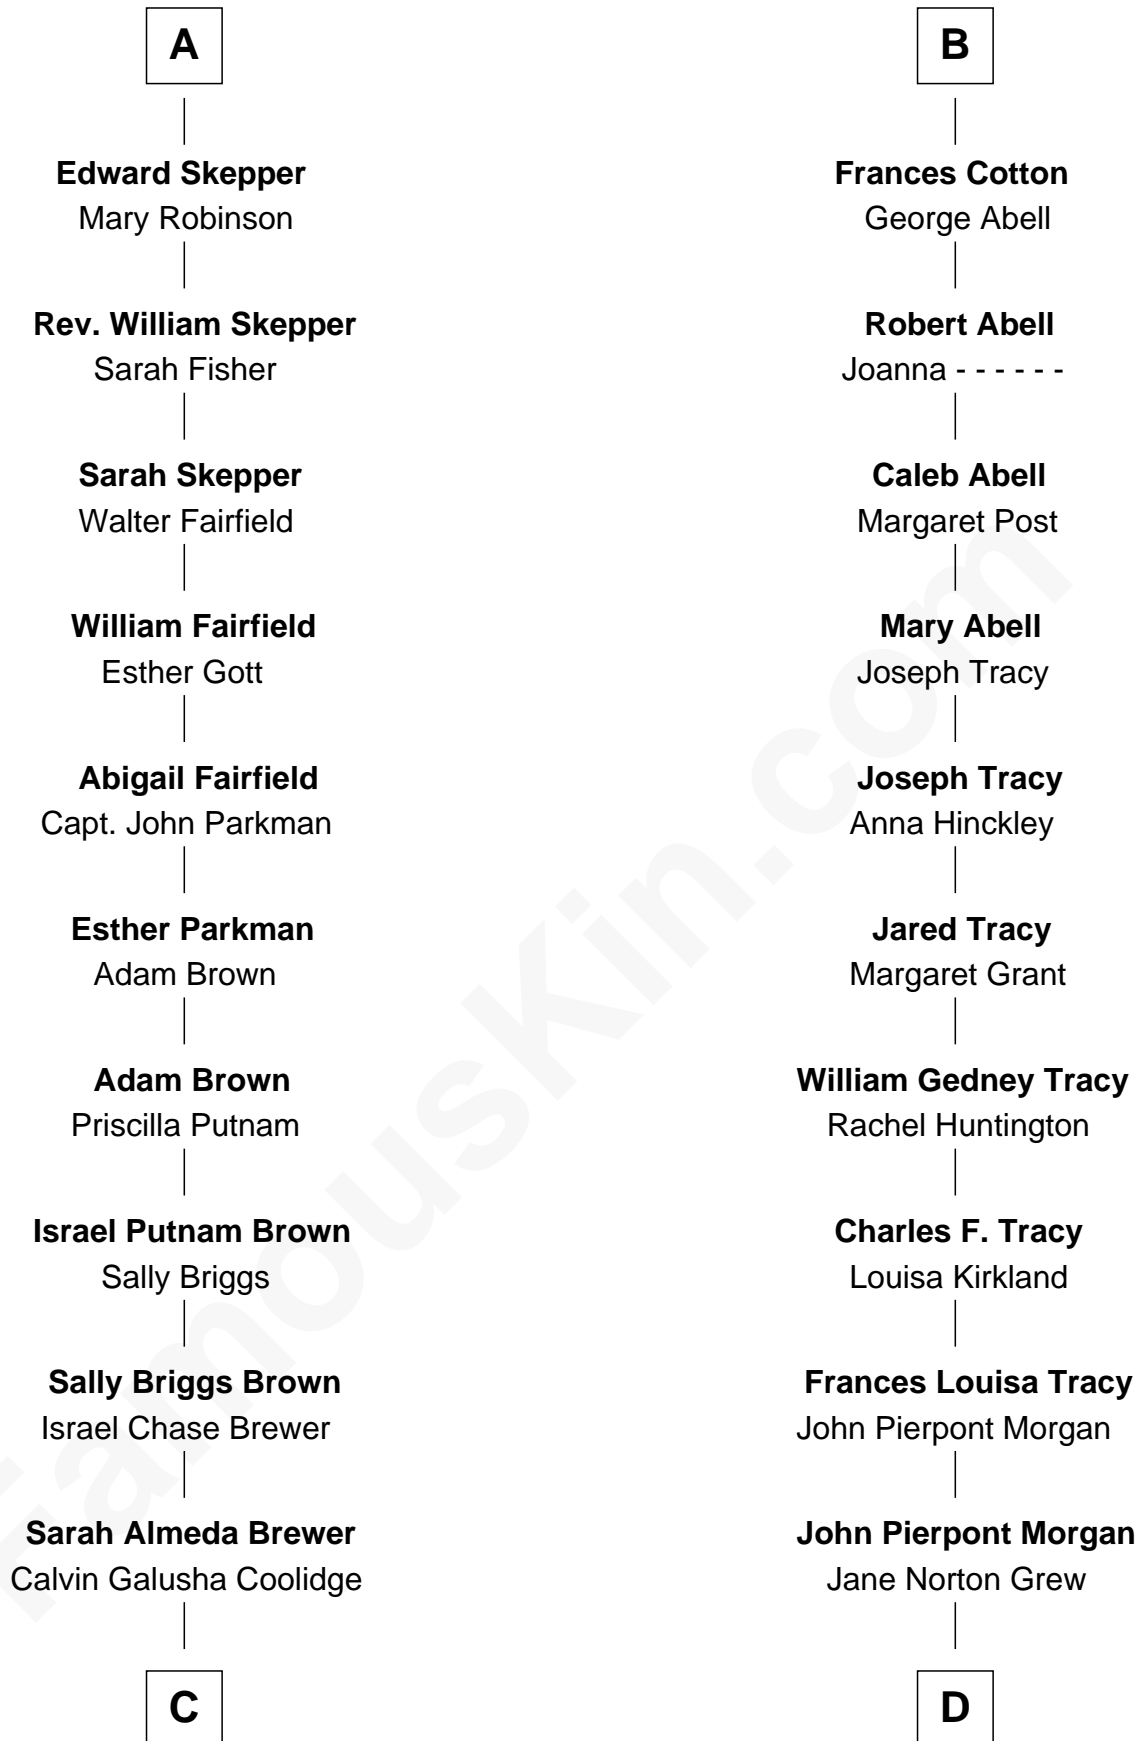 A
Edward Skepper
Mary Robinson
Rev. William Skepper
Sarah Fisher
Sarah Skepper
Walter Fairfield
William Fairfield
Esther Gott
Abigail Fairfield
Capt. John Parkman
Esther Parkman
Adam Brown
Adam Brown
Priscilla Putnam
Israel Putnam Brown
Sally Briggs
Sally Briggs Brown
Israel Chase Brewer
Sarah Almeda Brewer
Calvin Galusha Coolidge
C
B
Frances Cotton
George Abell
Robert Abell
Joanna - - - - - -
Caleb Abell
Margaret Post
Mary Abell
Joseph Tracy
Joseph Tracy
Anna Hinckley
Jared Tracy
Margaret Grant
William Gedney Tracy
Rachel Huntington
Charles F. Tracy
Louisa Kirkland
Frances Louisa Tracy
John Pierpont Morgan
John Pierpont Morgan
Jane Norton Grew
D
FamousKin.com